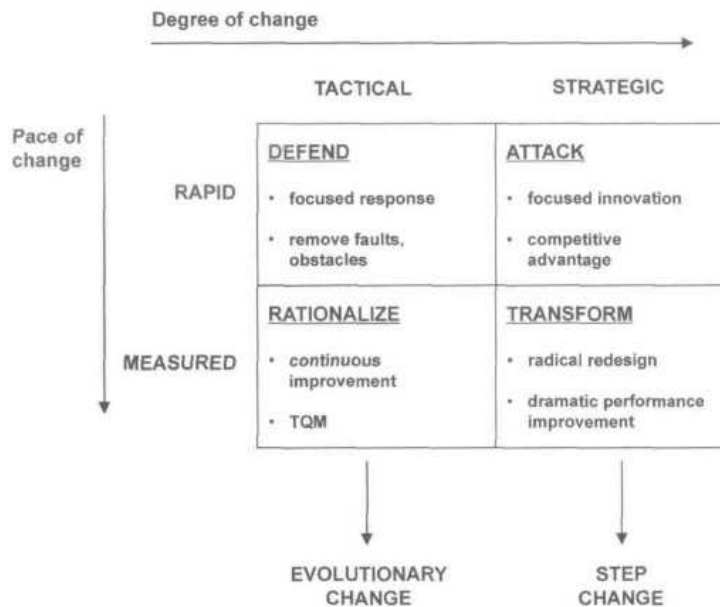 Degree of change
TACTICAL
STRATEGIC
Pace of
change
RAPID
DEFEND
• focused response
• remove faults,
obstacles
ATTACK
• focused innovation
• competitive
advantage
MEASURED
RATIONALIZE
• continuous
improvement
• TQM
TRANSFORM
• radical redesign
• dramatic performance
improvement
EVOLUTIONARY
CHANGE
STEP
CHANGE